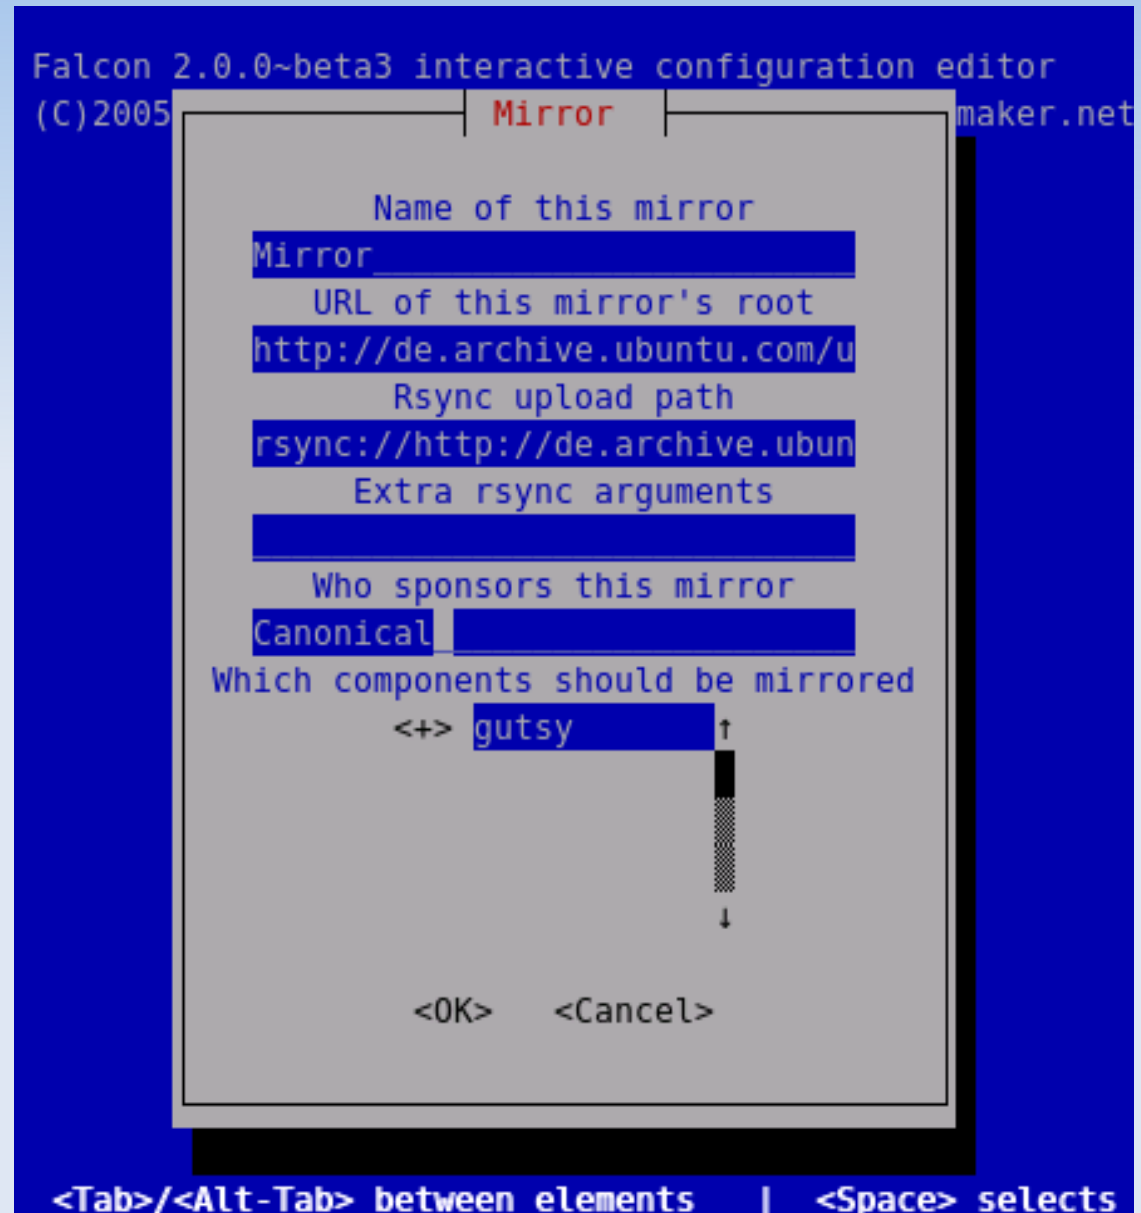 Falcon 2.0.0~beta3 interactive configuration editor
(C)2005 maker.net
Mirror
Name of this mirror
Mirror
URL of this mirror's root
http://de.archive.ubuntu.com/u
Rsync upload path
rsync://http://de.archive.ubun
Extra rsync arguments
Who sponsors this mirror
Canonical
Which components should be mirrored
<+> gutsy ↑
↓
<OK> <Cancel>
<Tab>/<Alt-Tab> between elements | <Space> selects